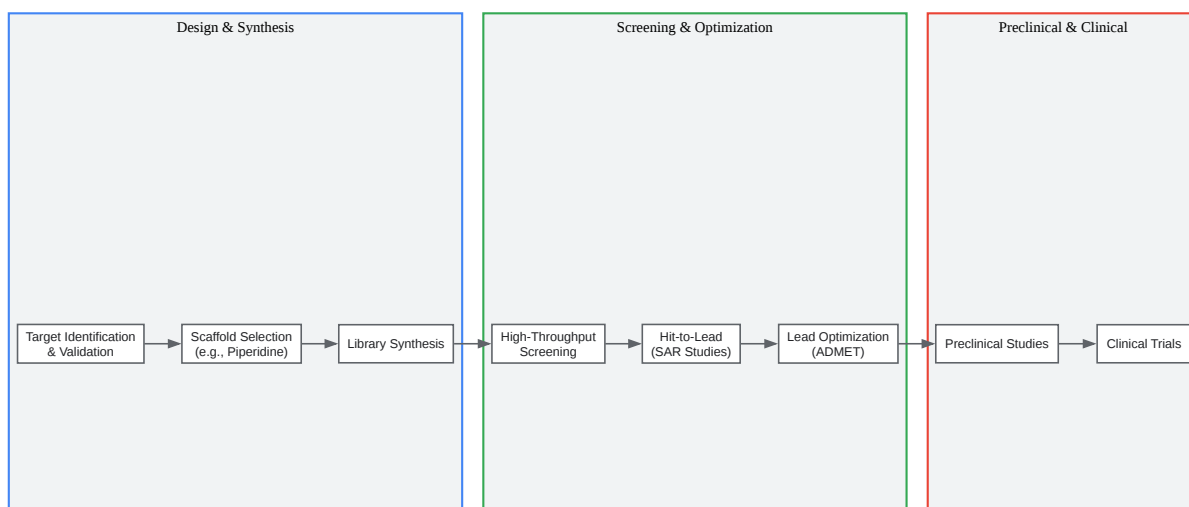 Design & Synthesis
Screening & Optimization
Preclinical & Clinical
Target Identification
& Validation
Scaffold Selection
(e.g., Piperidine)
Library Synthesis
High-Throughput
Screening
Hit-to-Lead
(SAR Studies)
Lead Optimization
(ADMET)
Preclinical Studies
Clinical Trials